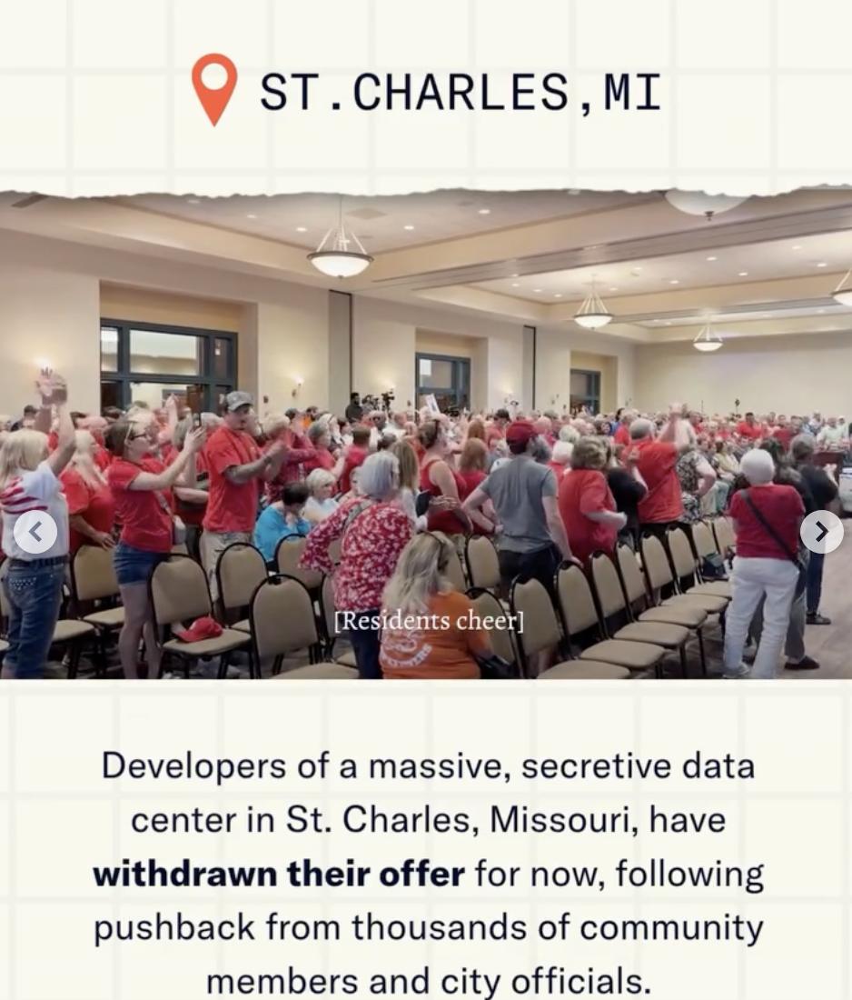 ST.CHARLES,MI
[Residents cheer]
Developers of a massive, secretive data
center in St. Charles, Missouri, have
withdrawn their offer for now, following
pushback from thousands of community
members and city officials.